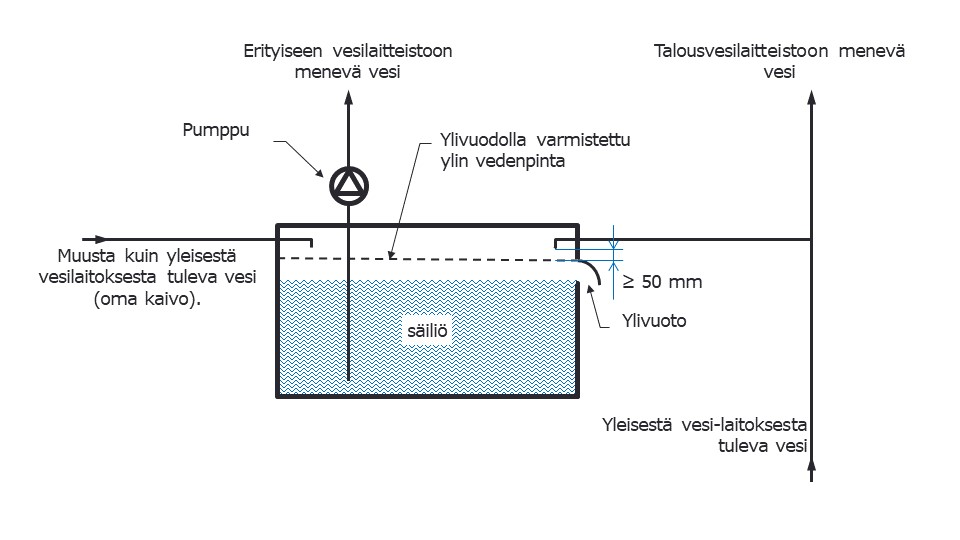 Erityiseen vesilaitteistoon
menevä vesi
Talousvesilaitteistoon menevä
vesi
Pumppu
Ylivuodolla varmistettu
ylin vedenpinta
Muusta kuin yleisestä
vesilaitoksesta tuleva vesi
(oma kaivo).
≥ 50 mm
Ylivuoto
säiliö
Yleisestä vesi-laitoksesta
tuleva vesi